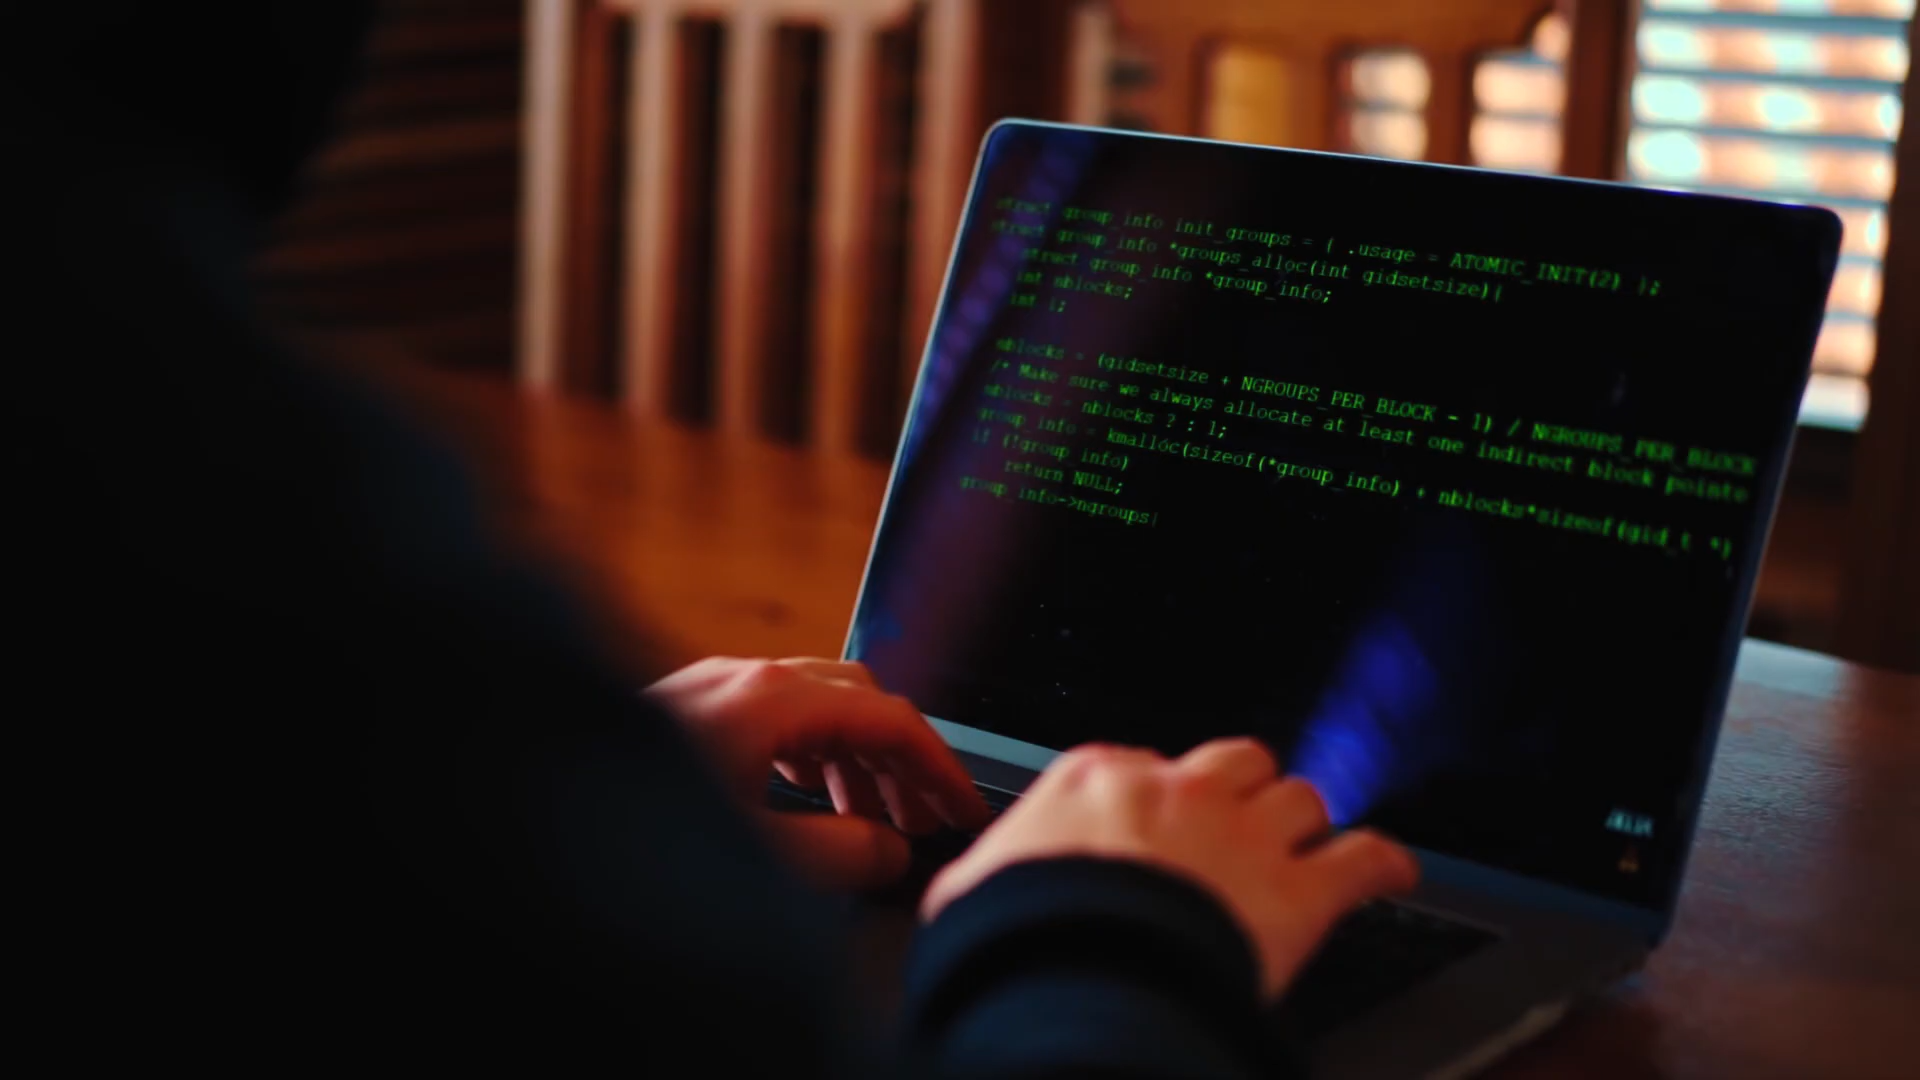 struct group_info init_groups = { .usage = ATOMIC_INIT(2) };
struct group_info *groups_alloc(int gidsetsize){
struct group_info *group_info;
int nblocks;
int i;
nblocks = (gidsetsize + NGROUPS_PER_BLOCK - 1) / NGROUPS_PER_BLOCK
/* Make sure we always allocate at least one indirect block pointe
nblocks = nblocks ? : 1;
group_info = kmalloc(sizeof(*group_info) + nblocks*sizeof(gid_t *)
if (!group_info)
return NULL;
group_info->ngroups|